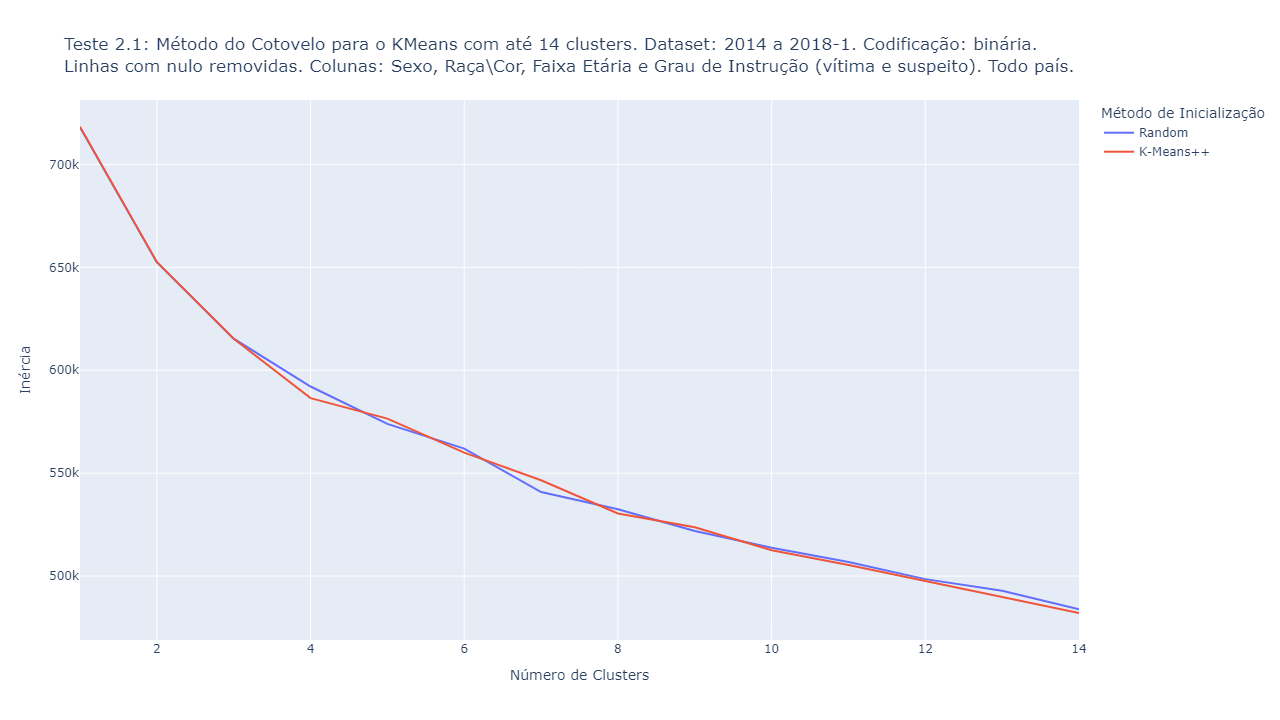 Teste 2.1: Método do Cotovelo para o KMeans com até 14 clusters. Dataset: 2014 a 2018-1. Codificação: binária.
Linhas com nulo removidas. Colunas: Sexo, Raça\Cor, Faixa Etária e Grau de Instrução (vítima e suspeito). Todo país.
Método de Inicialização
Random
K-Means++
700k
650k
600k
550k
500k
Inércia
2
4
6
8
10
12
14
Número de Clusters